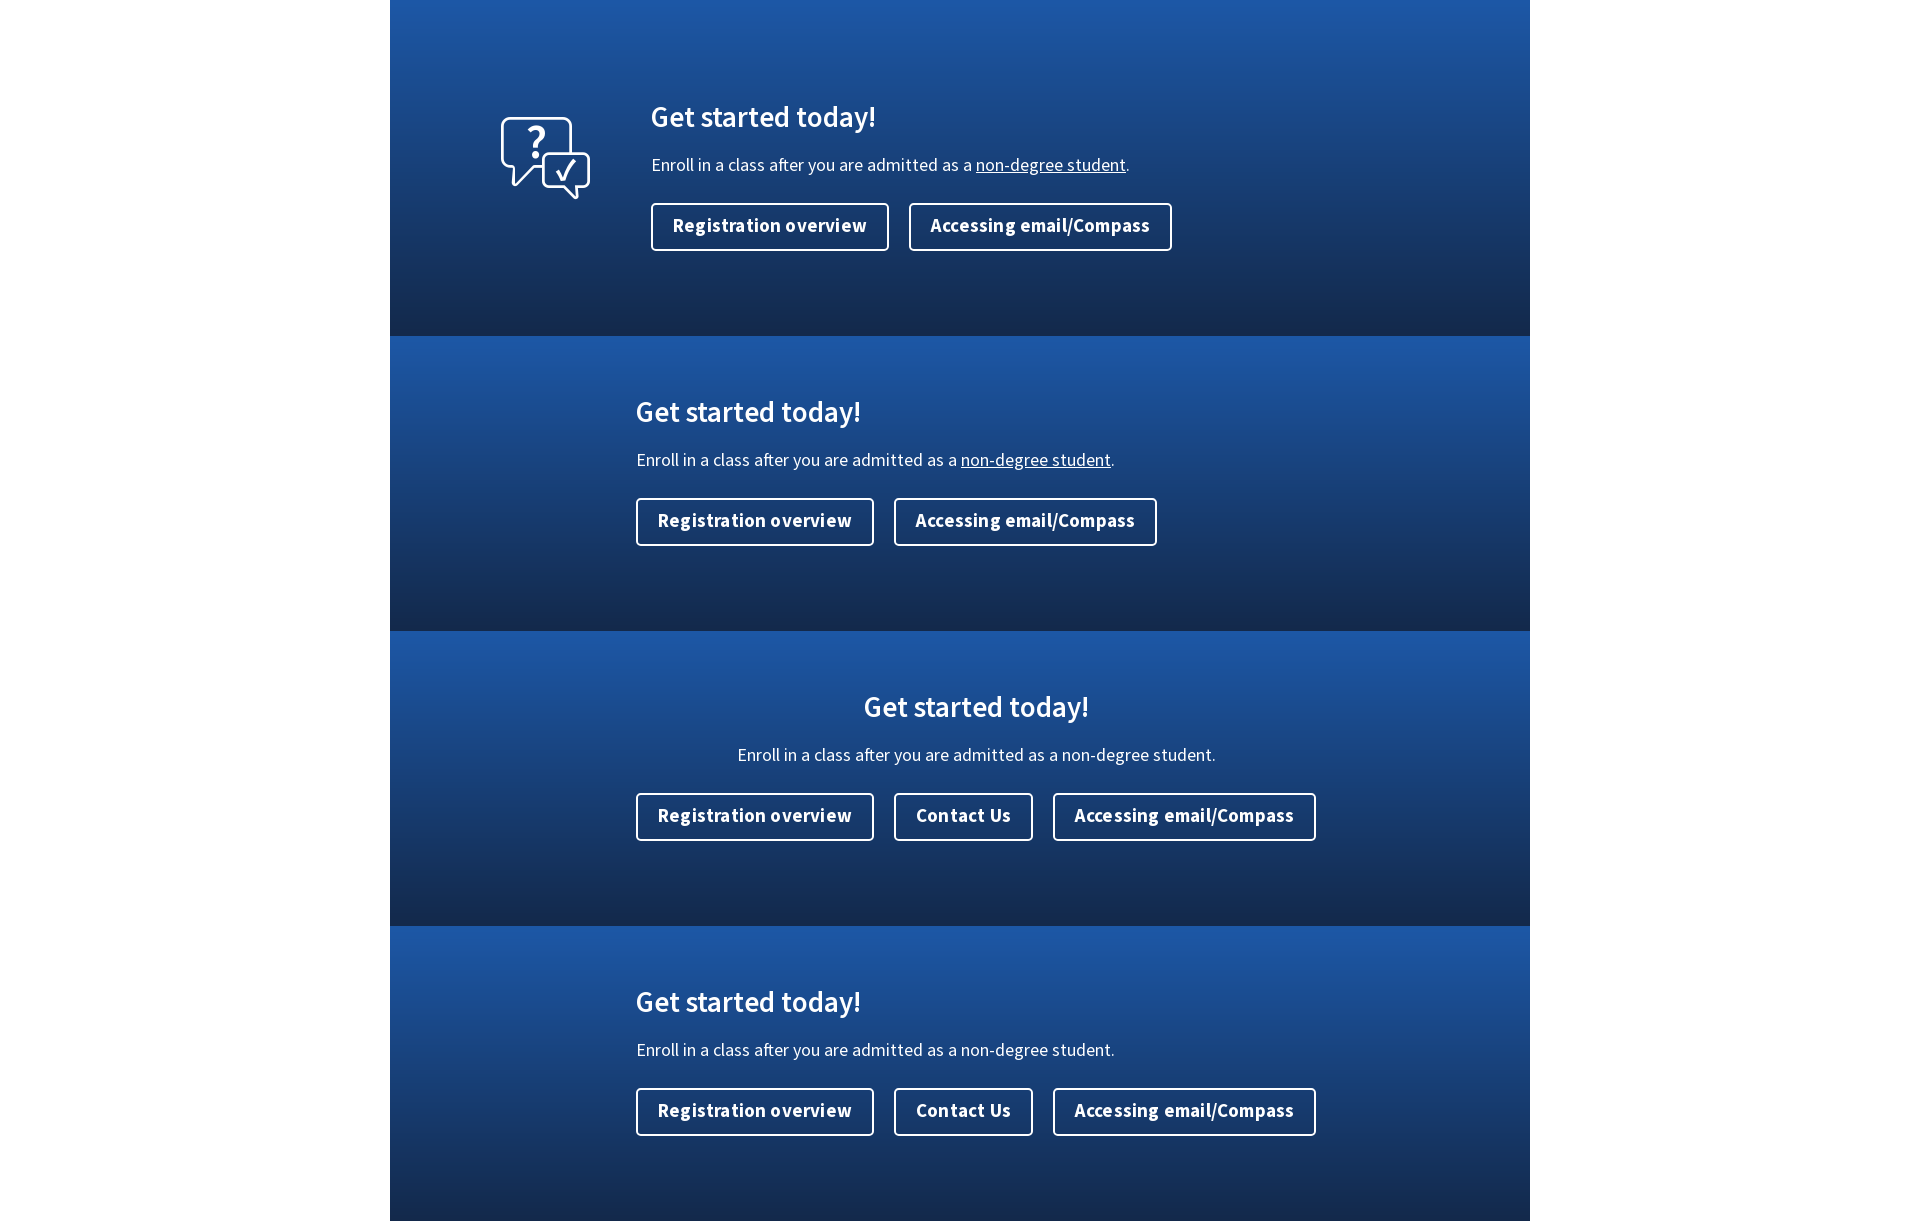 ?
Get started today!
Enroll in a class after you are admitted as a non-degree student.
Registration overview Accessing email/Compass
Get started today!
Enroll in a class after you are admitted as a non-degree student.
Registration overview Accessing email/Compass
Get started today!
Enroll in a class after you are admitted as a non-degree student.
Registration overview Contact Us Accessing email/Compass
Get started today!
Enroll in a class after you are admitted as a non-degree student.
Registration overview Contact Us Accessing email/Compass